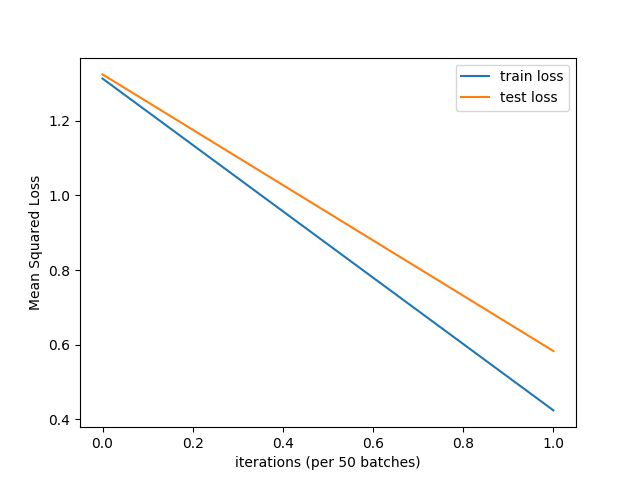 train loss
test loss
1.2
1.0
0.8
0.6
0.4
Mean Squared Loss
0.0 0.2 0.4 0.6 0.8 1.0
iterations (per 50 batches)